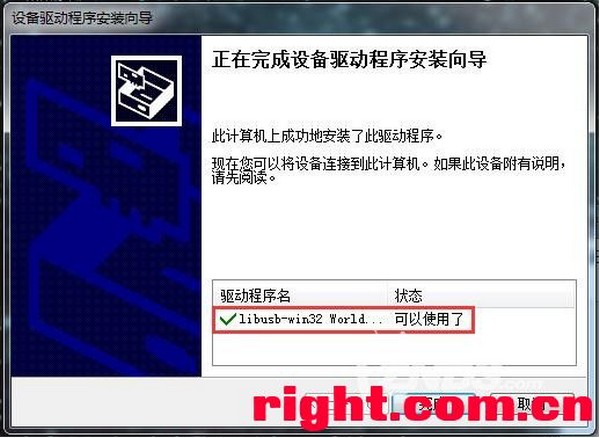 设备驱动程序安装向导
正在完成设备驱动程序安装向导
此计算机上成功地安装了此驱动程序。
现在您可以将设备连接到此计算机。如果此设备附有说明，
请先阅读。
驱动程序名 状态
libusb-win32 World... 可以使用了
完成 取消
right.com.cn